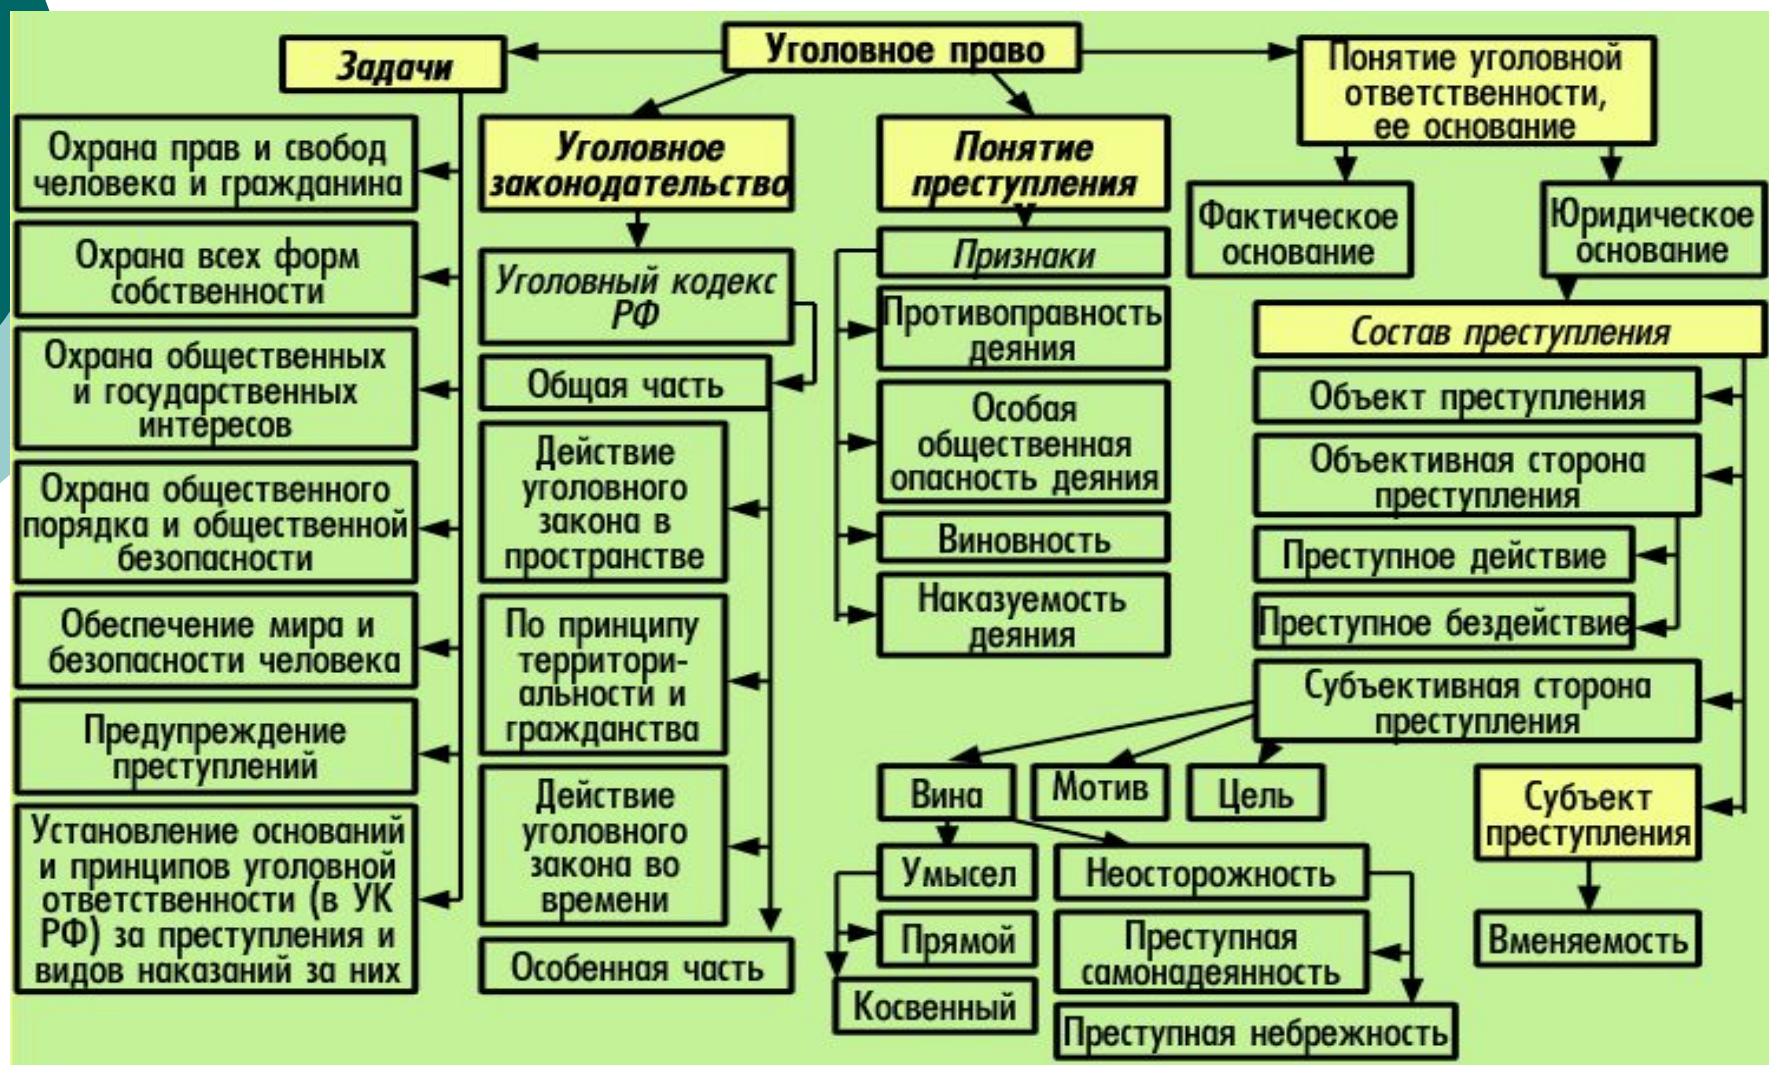 Уголовное право
Задачи
Охрана прав и свобод
человека и гражданина
Охрана всех форм
собственности
Охрана общественных
и государственных
интересов
Охрана общественного
порядка и общественной
безопасности
Обеспечение мира и
безопасности человека
Предупреждение
преступлений
Установление оснований
и принципов уголовной
ответственности (в УК
РФ) за преступления и
видов наказаний за них
Уголовное
законодательство
Уголовный кодекс
РФ
Общая часть
Действие
уголовного
закона в
пространстве
По принципу
территори-
альности и
гражданства
Действие
уголовного
закона во
времени
Особенная часть
Понятие
преступления
Признаки
Противоправность
деяния
Особая
общественная
опасность деяния
Виновность
Наказуемость
деяния
Понятие уголовной
ответственности,
ее основание
Фактическое
основание
Юридическое
основание
Состав преступления
Объект преступления
Объективная сторона
преступления
Преступное действие
Преступное бездействие
Субъективная сторона
преступления
Вина
Мотив
Цель
Умысел
Прямой
Косвенный
Неосторожность
Преступная
самонадеянность
Преступная небрежность
Субъект
преступления
Вменяемость